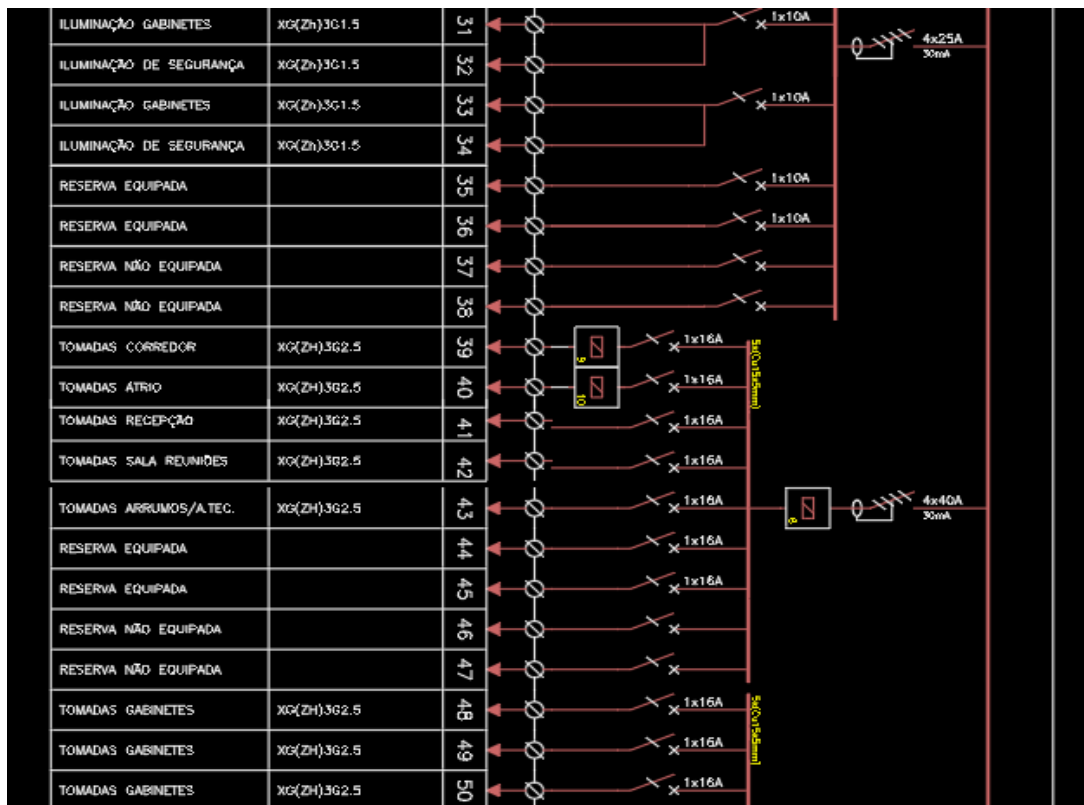 ILUMINAÇÃO GABINETES XG(Zh)3G1.5 31 1x10A
4x25A
30mA
ILUMINAÇÃO DE SEGURANÇA XG(Zh)3G1.5 32
ILUMINAÇÃO GABINETES XG(Zh)3G1.5 33 1x10A
ILUMINAÇÃO DE SEGURANÇA XG(Zh)3G1.5 34
RESERVA EQUIPADA 35 1x10A
RESERVA EQUIPADA 36 1x10A
RESERVA NÃO EQUIPADA 37
RESERVA NÃO EQUIPADA 38
TOMADAS CORREDOR XG(ZH)3G2.5 39 9 1x16A
5x(Cu15x5mm)
TOMADAS ÁTRIO XG(ZH)3G2.5 40 10 1x16A
TOMADAS RECEPÇÃO XG(ZH)3G2.5 41 1x16A
TOMADAS SALA REUNIÕES XG(ZH)3G2.5 42 1x16A
TOMADAS ARRUMOS/A.TEC. XG(ZH)3G2.5 43 1x16A 4x40A
30mA
RESERVA EQUIPADA 44 1x16A
RESERVA EQUIPADA 45 1x16A
RESERVA NÃO EQUIPADA 46
RESERVA NÃO EQUIPADA 47
TOMADAS GABINETES XG(ZH)3G2.5 48 1x16A
5x(Cu15x5mm)
TOMADAS GABINETES XG(ZH)3G2.5 49 1x16A
TOMADAS GABINETES XG(ZH)3G2.5 50 1x16A